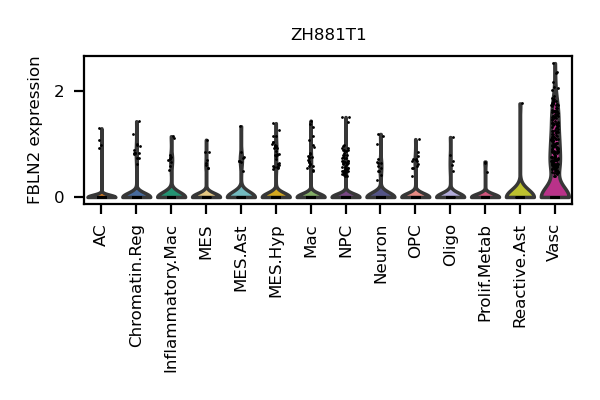 ZH881T1
FBLN2 expression
2
0
AC
Chromatin.Reg
Inflammatory.Mac
MES
MES.Ast
MES.Hyp
Mac
NPC
Neuron
OPC
Oligo
Prolif.Metab
Reactive.Ast
Vasc